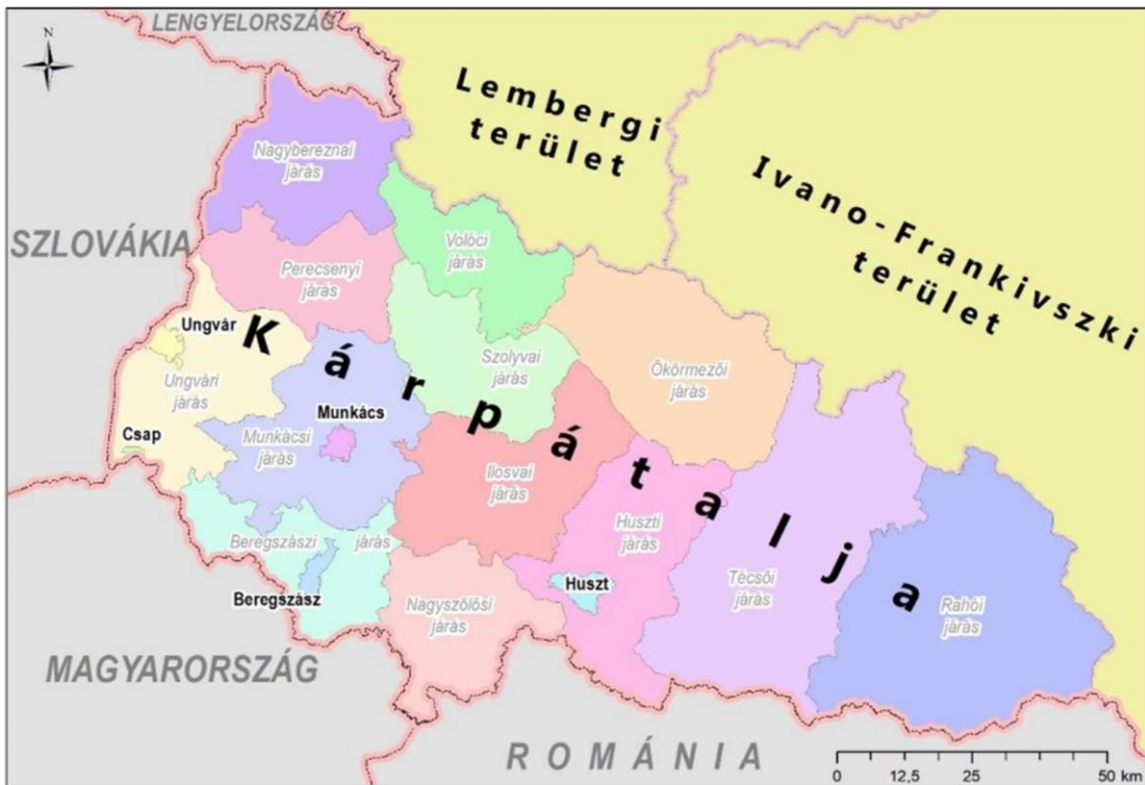 LENGYELORSZÁG
N
Lembergi
terület
Ivano-Frankivszki
terület
Nagybereznai
járás
SZLOVÁKIA
Volóci
járás
Perecsenyi
járás
Ungvár
Kárpátalja
Szolyvai
járás
Ökörmezői
járás
Ungvári
járás
Munkács
Csap
Munkácsi
járás
Ilosvai
járás
Huszti
járás
Beregszászi járás
Técsői
járás
Huszt
Beregszász
Nagyszőlősi
járás
Rahói
járás
MAGYARORSZÁG
ROMÁNIA
0 12,5 25 50 km